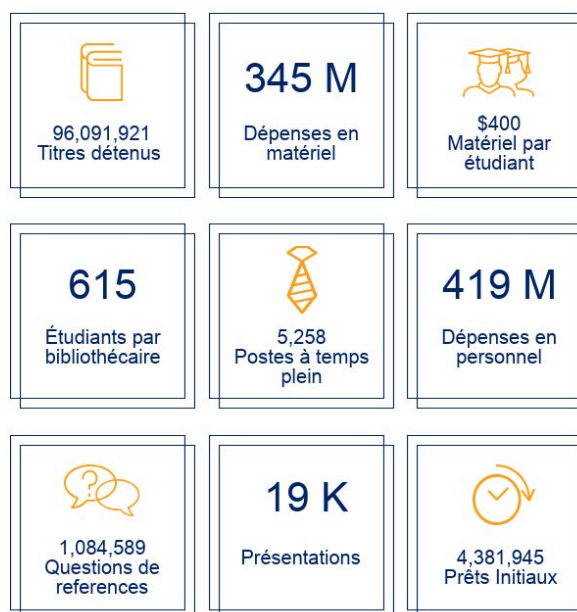 96,091,921
Titres détenus
345 M
Dépenses en
matériel
$400
Matériel par
étudiant
615
Étudiants par
bibliothécaire
5,258
Postes à temps
plein
419 M
Dépenses en
personnel
?
1,084,589
Questions de
references
19 K
Présentations
4,381,945
Prêts Initiaux